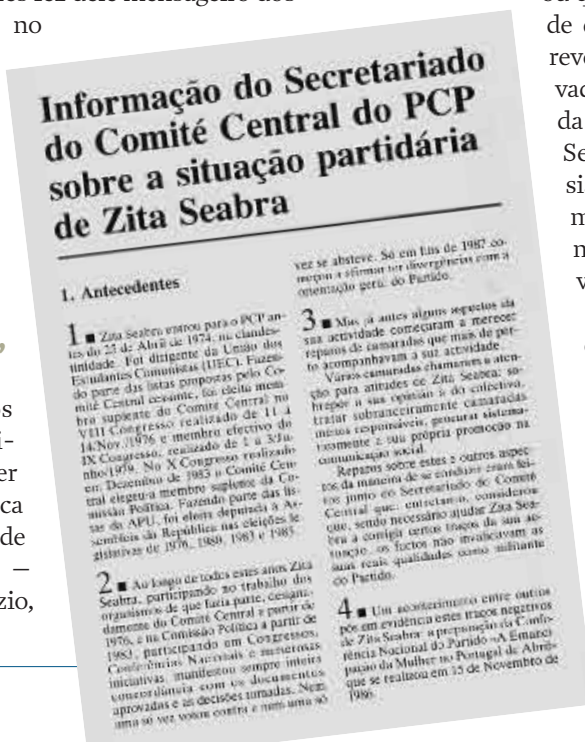 no
Informação do Secretariado
do Comité Central do PCP
sobre a situação partidária
de Zita Seabra
1. Antecedentes
1 ■ Zita Seabra entrou para o PCP an-
tes do 25 de Abril de 1974, na clandes-
tinidade. Foi dirigente da União dos
Estudantes Comunistas (UEC). Fazen-
do parte das listas propostas pelo Co-
mité Central cessante, foi eleita mem-
bro suplente do Comité Central no
VIII Congresso realizado de 11 a
14/Nov./1976 e membro efectivo do
IX Congresso, realizado de 1 a 3/Ju-
nho/1979. No X Congresso realizado
em Dezembro de 1983 o Comité Cen-
tral elegeu-a membro suplente da Co-
missão Política. Fazendo parte das lis-
tas da APU, foi eleita deputada à As-
sembleia da República nas eleições le-
gislativas de 1976, 1980, 1983 e 1985.
2 ■ Ao longo de todos estes anos Zita
Seabra, participando no trabalho dos
organismos de que fazia parte, designa-
damente do Comité Central a partir de
1976, e na Comissão Política a partir de
1983, participando em Congressos,
Conferências Nacionais e numerosas
iniciativas, manifestou sempre inteira
concordância com os documentos
aprovados e as decisões tomadas. Nem
uma só vez votou contra e nem uma só
vez se absteve. Só em fins de 1987 co-
meçou a afirmar ter divergências com a
orientação geral do Partido.
3 ■ Mas já antes alguns aspectos da
sua actividade começaram a merecer
reparos de camaradas que mais de per-
to acompanhavam a sua actividade.
Vários camaradas chamaram a aten-
ção para atitudes de Zita Seabra: so-
brepor a sua opinião à do colectivo,
tratar sobranceiramente camaradas
menos responsáveis, procurar sistema-
ticamente a sua própria promoção na
comunicação social.
Reparos sobre estes e outros aspec-
tos da maneira de se conduzir eram fei-
tos junto do Secretariado do Comité
Central que, entretanto, considerou
que, sendo necessário ajudar Zita Sea-
bra a corrigir certos traços da sua ac-
tuação, os factos não invalidavam as
suas reais qualidades como militante
do Partido.
4 ■ Um acontecimento entre outros
pôs em evidência estes traços negativos
de Zita Seabra: a preparação da Confe-
rência Nacional do Partido «A Emanci-
pação da Mulher no Portugal de Abril»
que se realizou em 15 de Novembro de
1986.